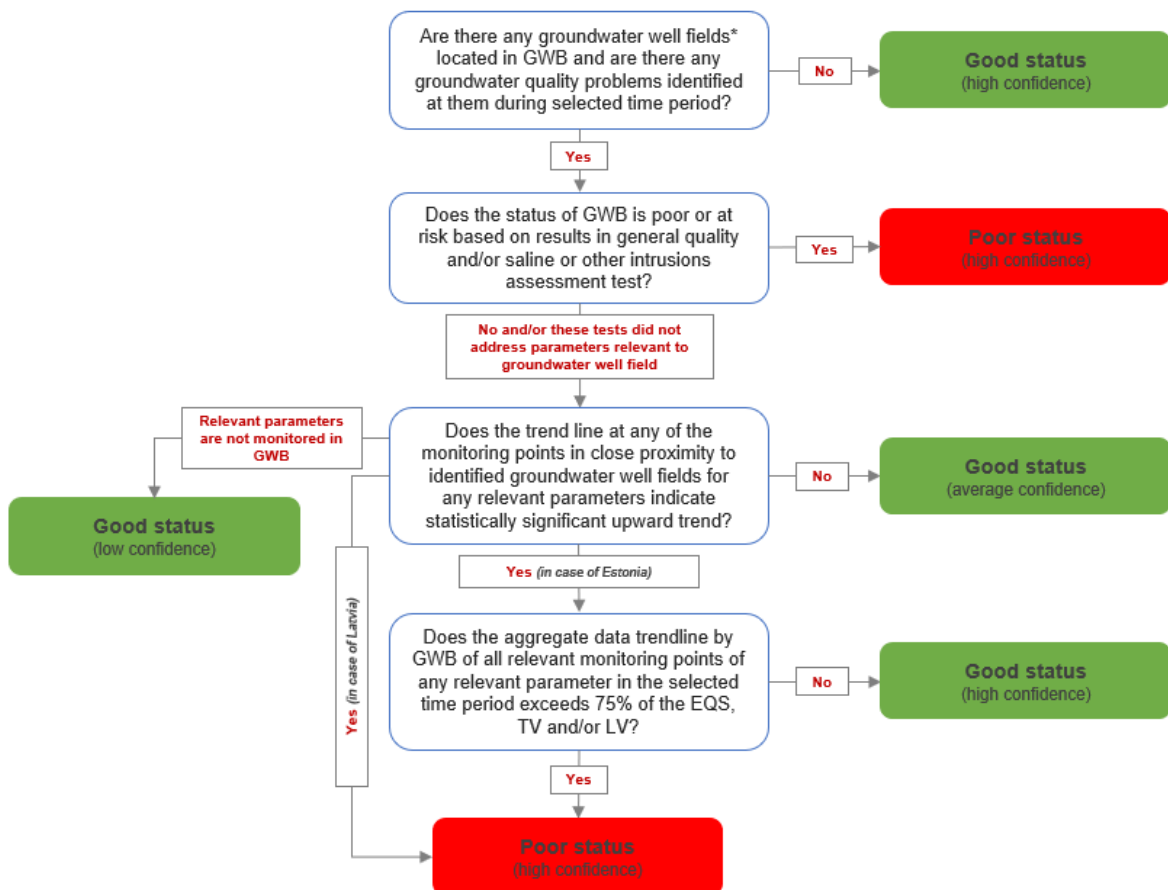 Are there any groundwater well fields*
located in GWB and are there any
groundwater quality problems identified
at them during selected time period?
No
Good status
(high confidence)
Yes
Does the status of GWB is poor or at
risk based on results in general quality
and/or saline or other intrusions
assessment test?
Yes
Poor status
(high confidence)
No and/or these tests did not
address parameters relevant to
groundwater well field
Relevant parameters
are not monitored in
GWB
Good status
(low confidence)
Does the trend line at any of the
monitoring points in close proximity to
identified groundwater well fields for
any relevant parameters indicate
statistically significant upward trend?
No
Good status
(average confidence)
Yes (in case of Latvia)
Yes (in case of Estonia)
Does the aggregate data trendline by
GWB of all relevant monitoring points of
any relevant parameter in the selected
time period exceeds 75% of the EQS,
TV and/or LV?
No
Good status
(high confidence)
Yes
Poor status
(high confidence)